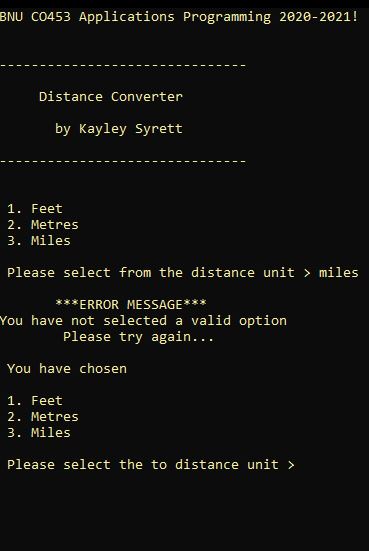 BNU CO453 Applications Programming 2020-2021!
-------------------------------
Distance Converter
by Kayley Syrett
-------------------------------
1. Feet
2. Metres
3. Miles
Please select from the distance unit > miles
***ERROR MESSAGE***
You have not selected a valid option
Please try again...
You have chosen
1. Feet
2. Metres
3. Miles
Please select the to distance unit >